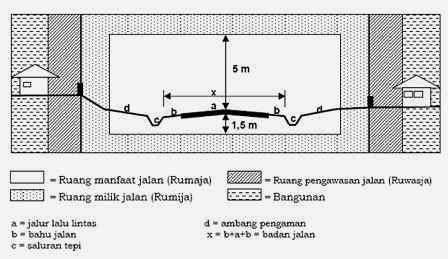 5 m
x
a
b
b
d
d
c
c
1,5 m
= Ruang manfaat jalan (Rumaja)
= Ruang pengawasan jalan (Ruwasja)
= Ruang milik jalan (Rumija)
= Bangunan
a = jalur lalu lintas
d = ambang pengaman
b = bahu jalan
x = b+a+b = badan jalan
c = saluran tepi